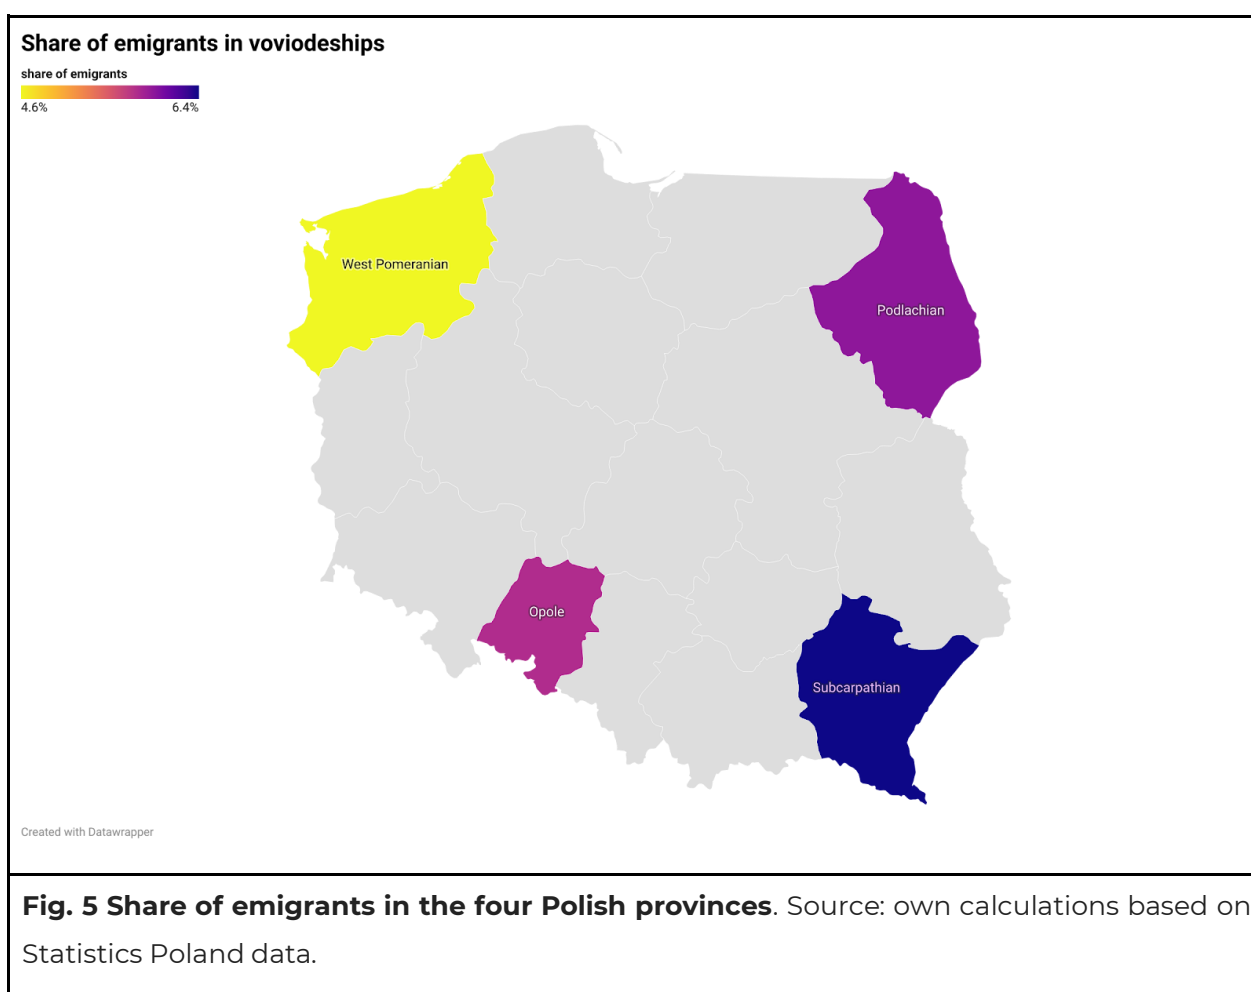 Share of emigrants in voviodeships
share of emigrants
4.6% 6.4%
West Pomeranian
Podlachian
Opole
Subcarpathian
Created with Datawrapper
Fig. 5 Share of emigrants in the four Polish provinces. Source: own calculations based on
Statistics Poland data.